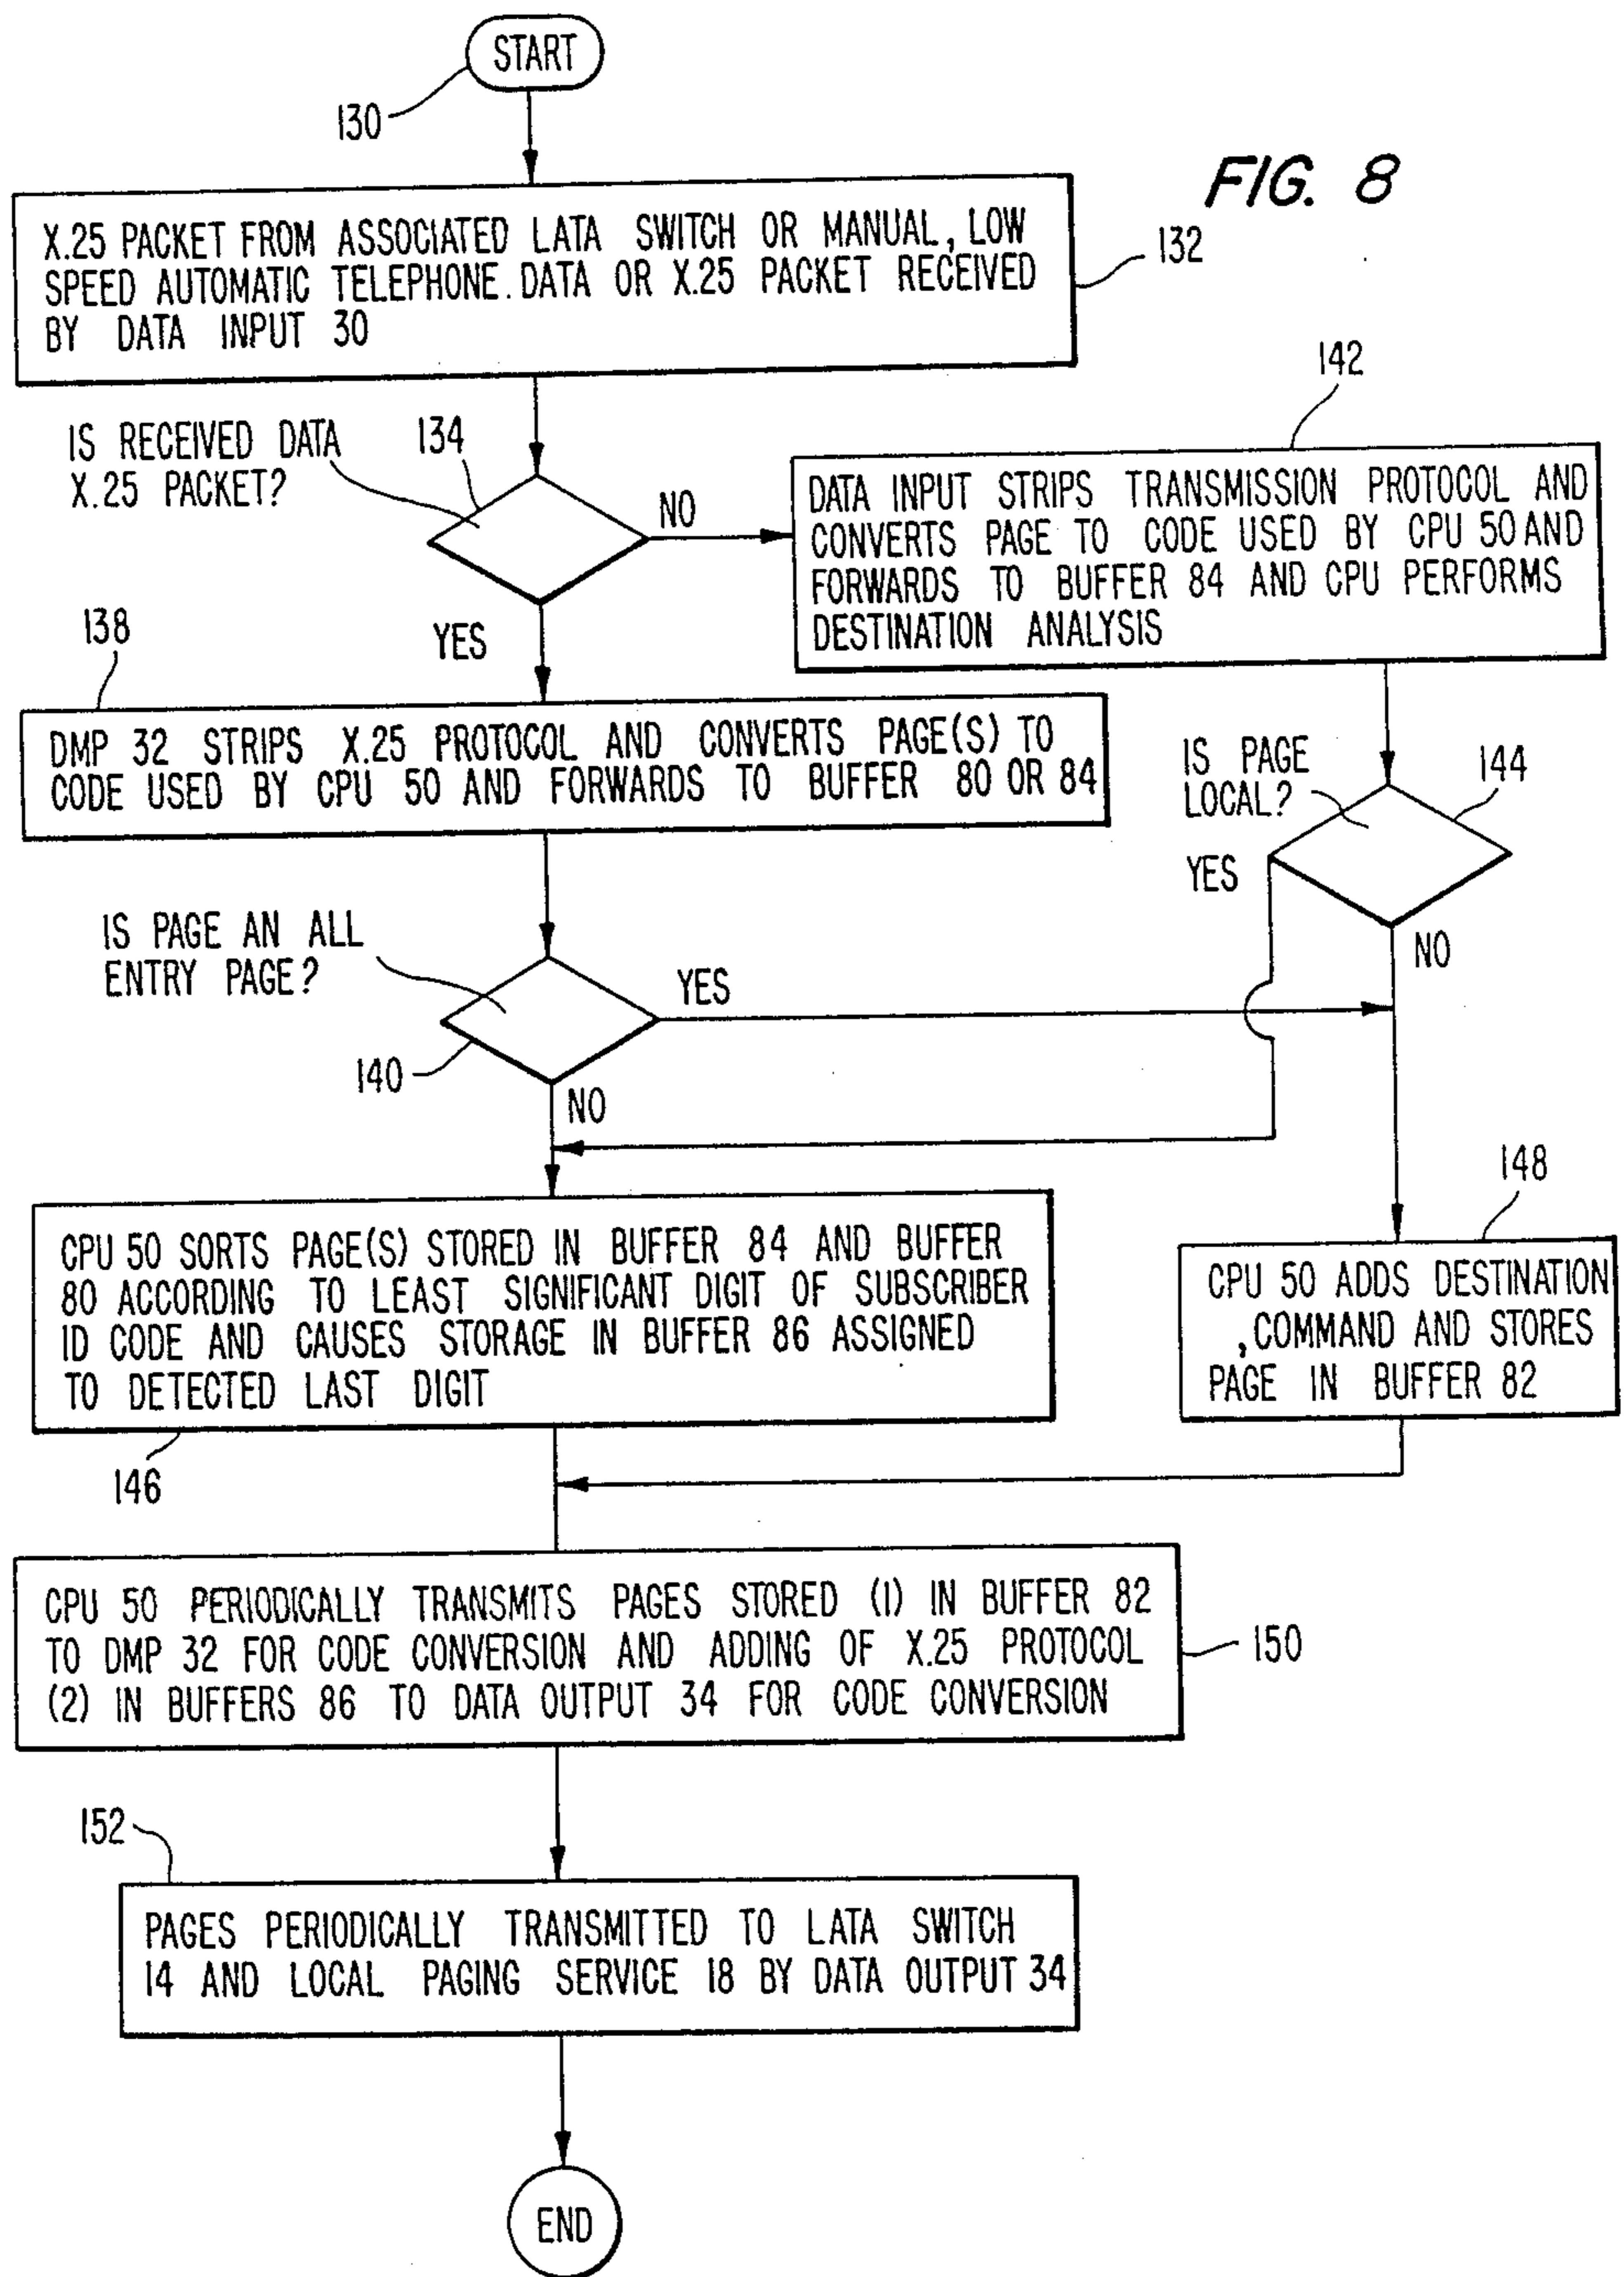 START
130
FIG. 8
X.25 PACKET FROM ASSOCIATED LATA SWITCH OR MANUAL, LOW
SPEED AUTOMATIC TELEPHONE. DATA OR X.25 PACKET RECEIVED
BY DATA INPUT 30
132
IS RECEIVED DATA
X.25 PACKET?
134
NO
YES
142
DATA INPUT STRIPS TRANSMISSION PROTOCOL AND
CONVERTS PAGE TO CODE USED BY CPU 50 AND
FORWARDS TO BUFFER 84 AND CPU PERFORMS
DESTINATION ANALYSIS
138
DMP 32 STRIPS X.25 PROTOCOL AND CONVERTS PAGE(S) TO
CODE USED BY CPU 50 AND FORWARDS TO BUFFER 80 OR 84
IS PAGE
LOCAL?
144
YES
NO
IS PAGE AN ALL
ENTRY PAGE?
YES
140
NO
148
CPU 50 SORTS PAGE(S) STORED IN BUFFER 84 AND BUFFER
80 ACCORDING TO LEAST SIGNIFICANT DIGIT OF SUBSCRIBER
ID CODE AND CAUSES STORAGE IN BUFFER 86 ASSIGNED
TO DETECTED LAST DIGIT
146
CPU 50 ADDS DESTINATION
,COMMAND AND STORES
PAGE IN BUFFER 82
CPU 50 PERIODICALLY TRANSMITS PAGES STORED (1) IN BUFFER 82
TO DMP 32 FOR CODE CONVERSION AND ADDING OF X.25 PROTOCOL
(2) IN BUFFERS 86 TO DATA OUTPUT 34 FOR CODE CONVERSION
150
152
PAGES PERIODICALLY TRANSMITTED TO LATA SWITCH
14 AND LOCAL PAGING SERVICE 18 BY DATA OUTPUT 34
END